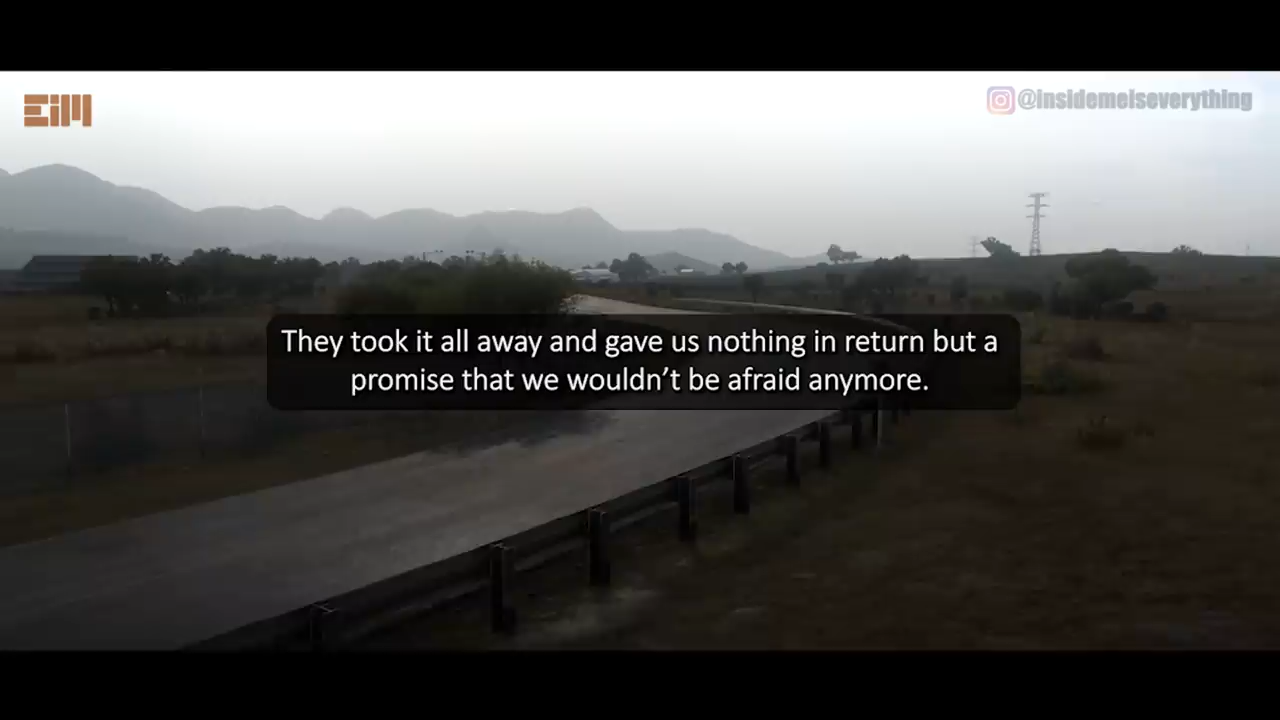 EiM
@insidemeiseverything
They took it all away and gave us nothing in return but a
promise that we wouldn’t be afraid anymore.